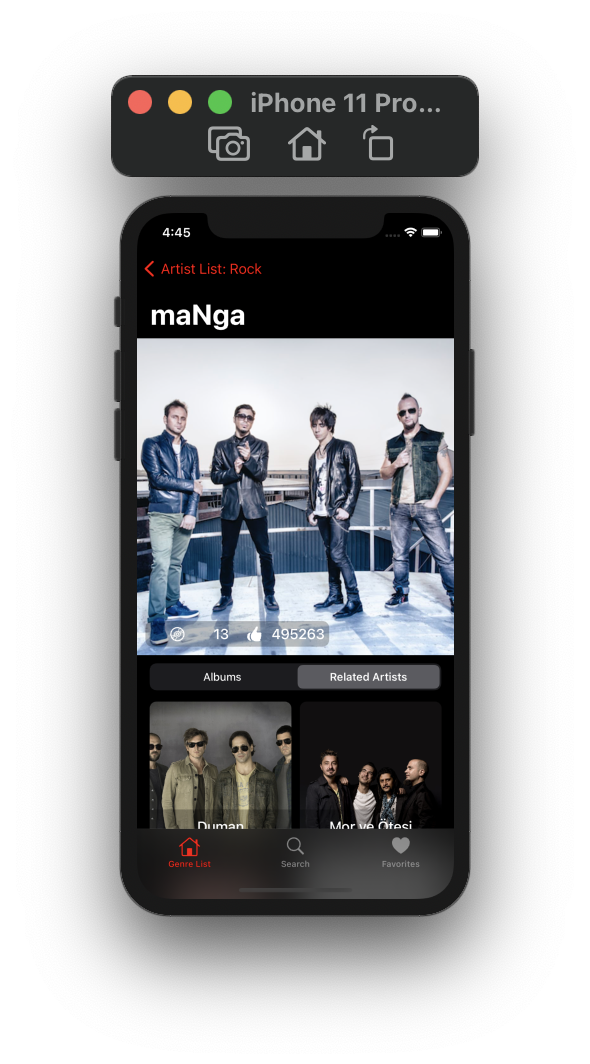 iPhone 11 Pro...
4:45
Artist List: Rock
maNga
13 495263
Albums Related Artists
Duman Mor ve Ötesi
Genre List Search Favorites